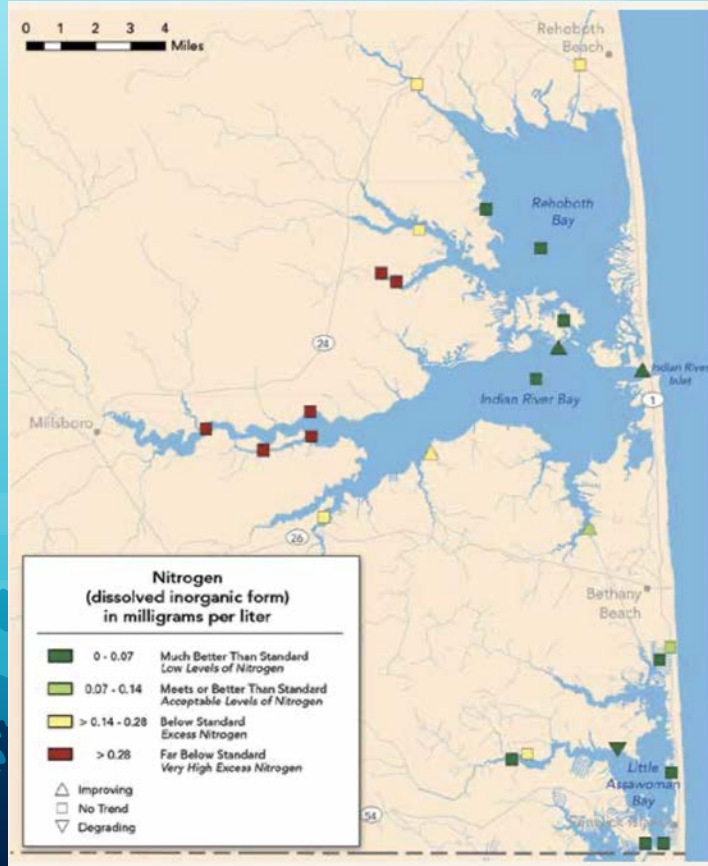 0 1 2 3 4
Miles
Rehoboth
Beach
Rehoboth
Bay
24
Indian River
Inlet
Indian River Bay
1
Millsboro
26
Bethany
Beach
Nitrogen
(dissolved inorganic form)
in milligrams per liter
0 - 0.07 Much Better Than Standard
Low Levels of Nitrogen
0.07 - 0.14 Meets or Better Than Standard
Acceptable Levels of Nitrogen
> 0.14 - 0.28 Below Standard
Excess Nitrogen
> 0.28 Far Below Standard
Very High Excess Nitrogen
Improving
No Trend
Degrading
Little
Assawoman
Bay
54